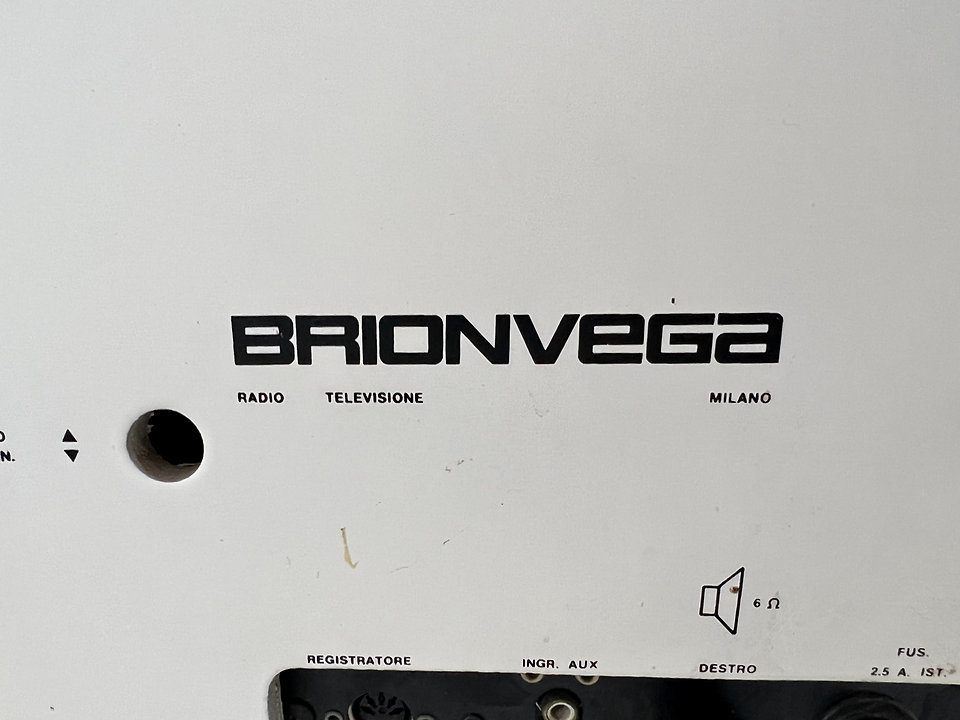 BRIONVEGA
RADIO TELEVISIONE MILANO
N.
6 Ω
REGISTRATORE INGR. AUX DESTRO FUS.
2.5 A. IST.